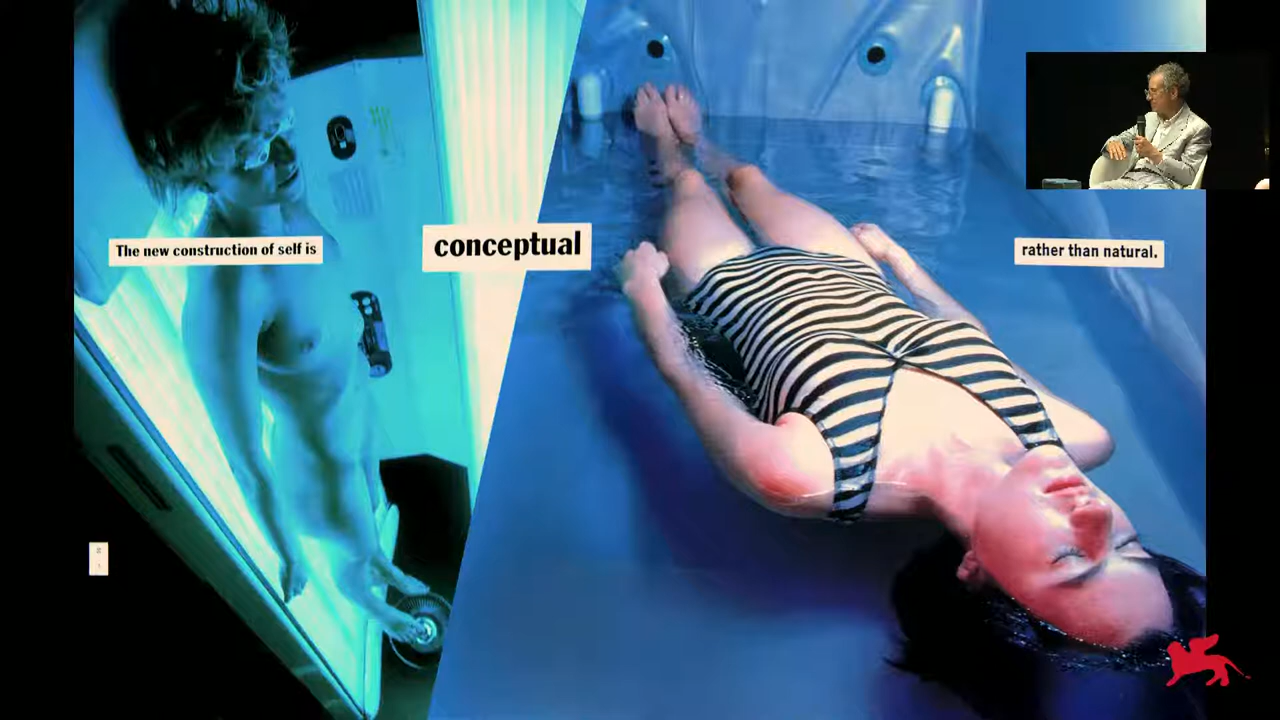 The new construction of self is
conceptual
rather than natural.